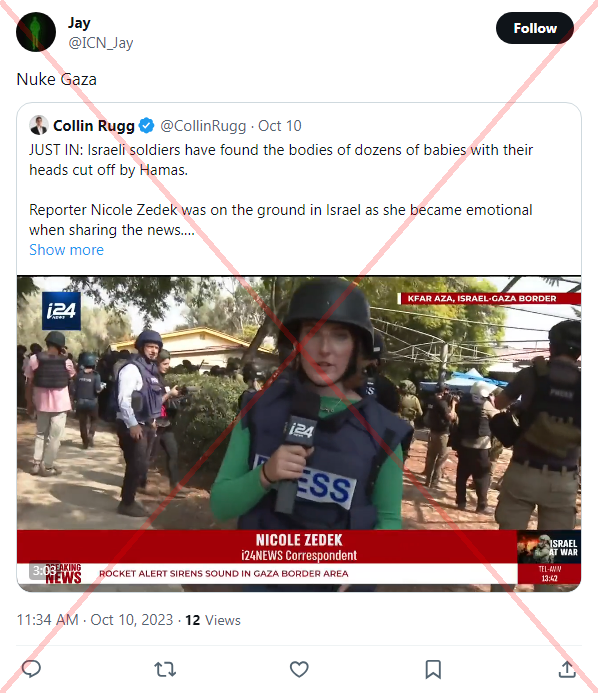 Jay
@ICN_Jay
Follow
Nuke Gaza
Collin Rugg @CollinRugg · Oct 10
JUST IN: Israeli soldiers have found the bodies of dozens of babies with their
heads cut off by Hamas.
Reporter Nicole Zedek was on the ground in Israel as she became emotional
when sharing the news....
Show more
i24
NEWS
KFAR AZA, ISRAEL-GAZA BORDER
PRESS
i24
PRESS
NICOLE ZEDEK
i24NEWS Correspondent
ISRAEL
AT WAR
BREAKING
NEWS
ROCKET ALERT SIRENS SOUND IN GAZA BORDER AREA
TEL-AVIV
13:42
11:34 AM · Oct 10, 2023 · 12 Views